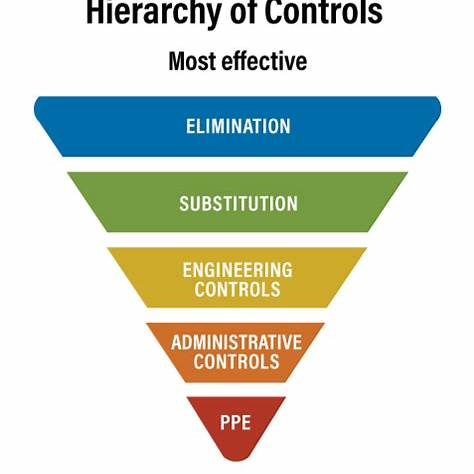 Hierarchy of Controls
Most effective
ELIMINATION
SUBSTITUTION
ENGINEERING
CONTROLS
ADMINISTRATIVE
CONTROLS
PPE